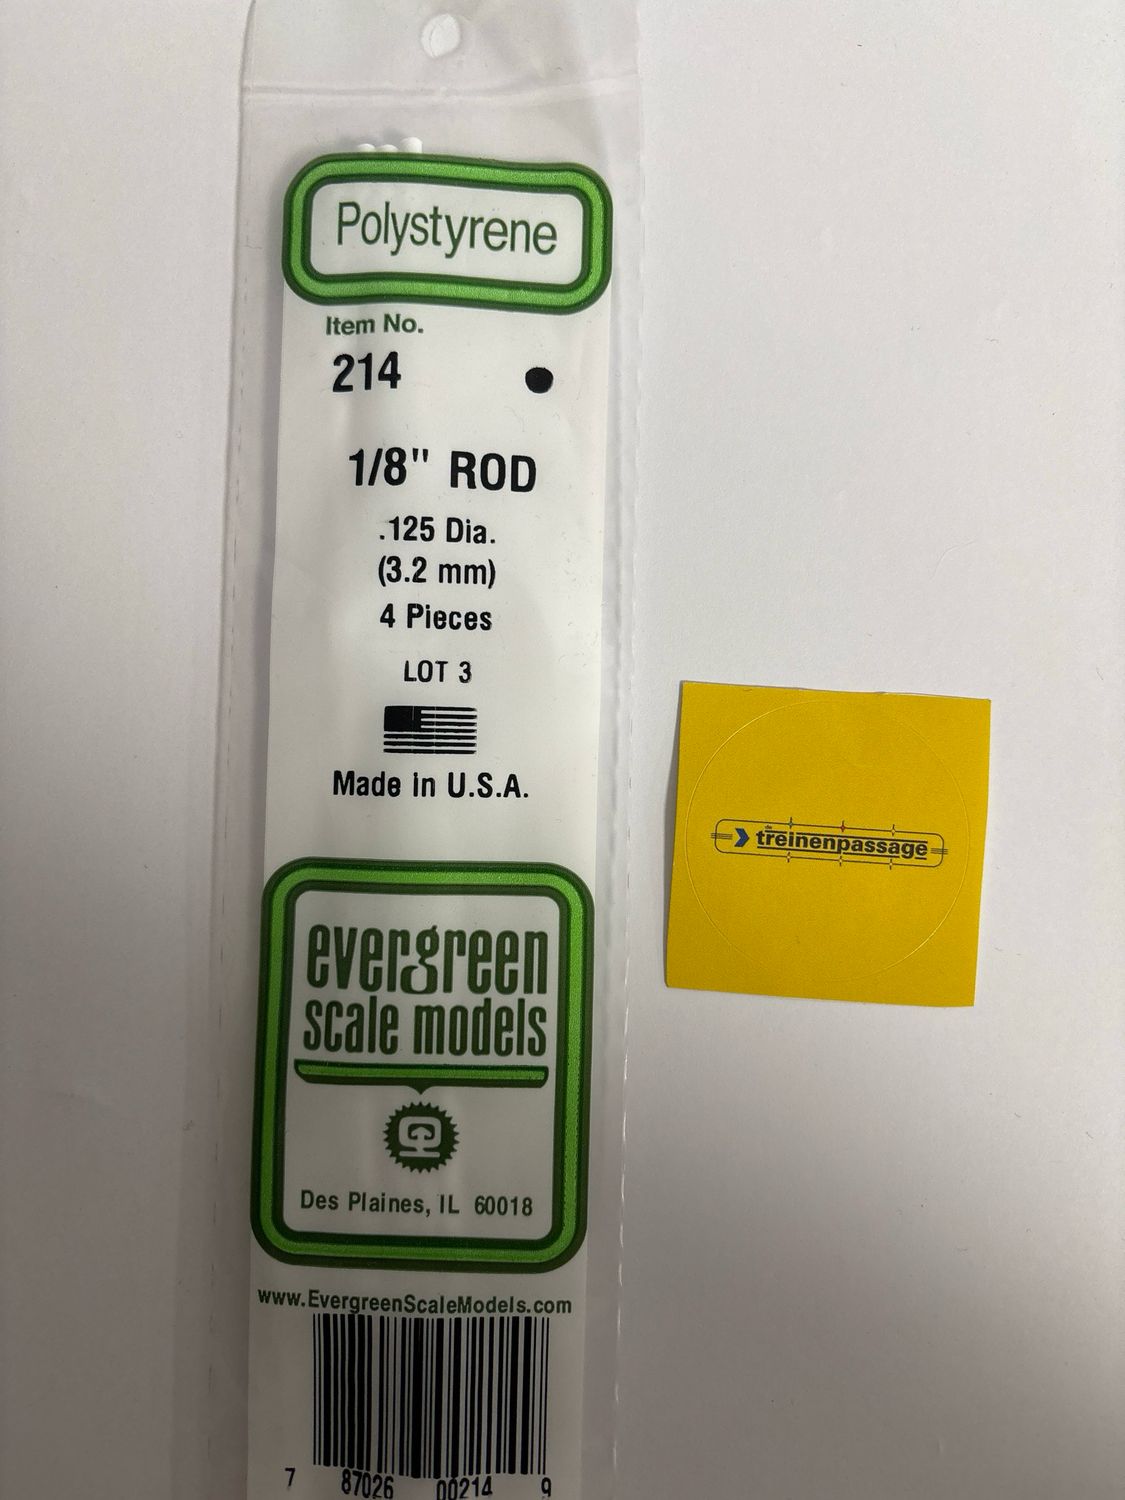 Polystyrene
Item No.
214
1/8" ROD
.125 Dia.
(3.2 mm)
4 Pieces
LOT 3
Made in U.S.A.
evergreen
scale models
Des Plaines, IL 60018
www.EvergreenScaleModels.com
7 87026 00214 9
de
treinenpassage